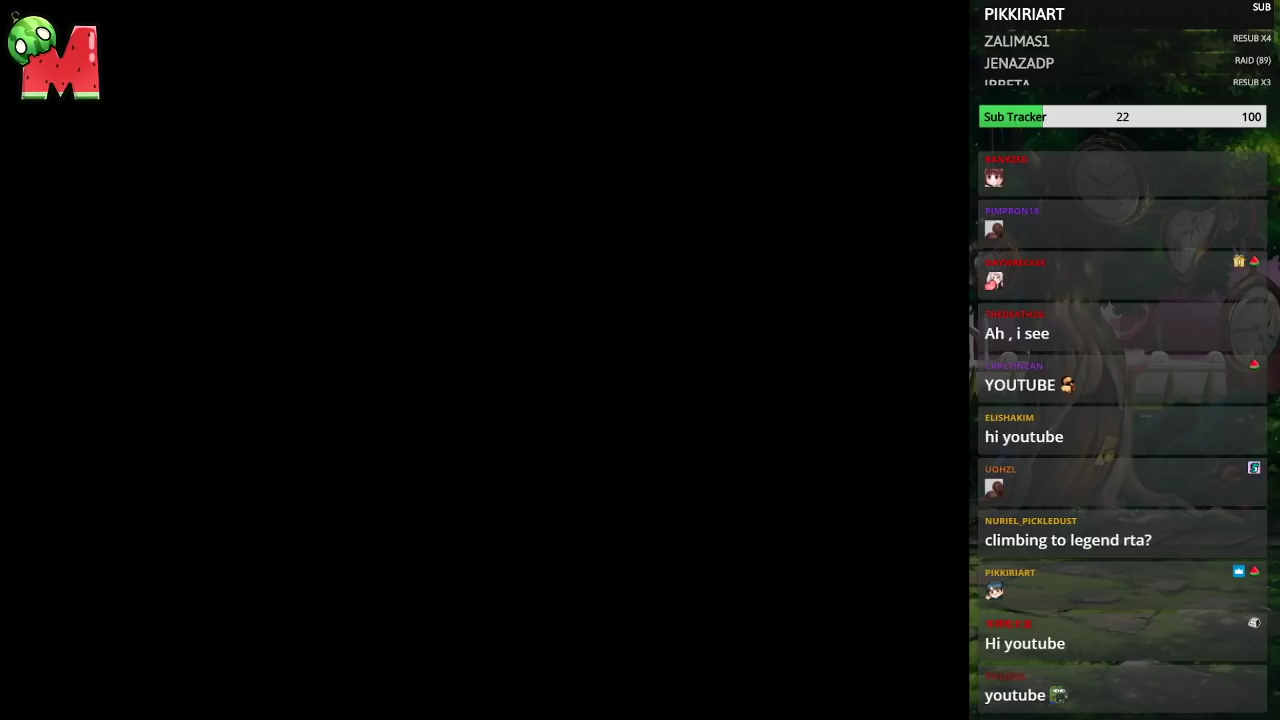 M
PIKKIRIART SUB
ZALIMAS1 RESUB X4
JENAZADP RAID (89)
RESUB X3
Sub Tracker 22 100
BANKZED
PIMPRON18
THEDEATHZG
Ah , i see
YOUTUBE
ELISHAKIM
hi youtube
UOHZL
NURIEL_PICKLEDUST
climbing to legend rta?
PIKKIRIART
Hi youtube
youtube